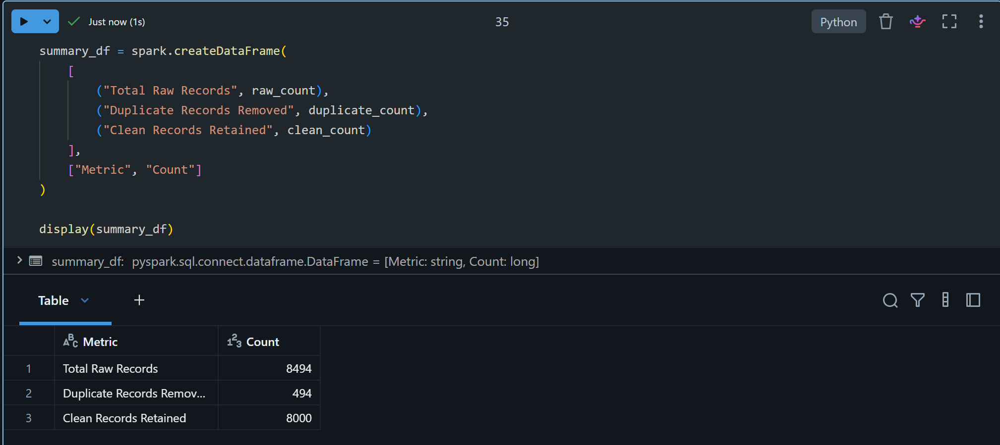 Just now (1s)
35
Python
summary_df = spark.createDataFrame(
    [
        ("Total Raw Records", raw_count),
        ("Duplicate Records Removed", duplicate_count),
        ("Clean Records Retained", clean_count)
    ],
    ["Metric", "Count"]
)
display(summary_df)
summary_df: pyspark.sql.connect.dataframe.DataFrame = [Metric: string, Count: long]
Table
+
ABC Metric 123 Count
1 Total Raw Records 8494
2 Duplicate Records Remov... 494
3 Clean Records Retained 8000